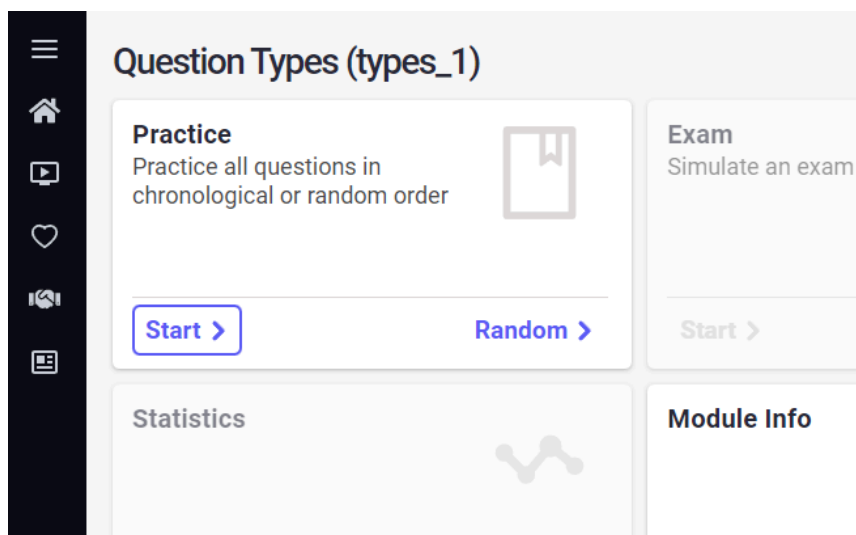 Question Types (types_1)
Practice
Practice all questions in
chronological or random order
Start
Random
Exam
Simulate an exam
Start
Statistics
Module Info